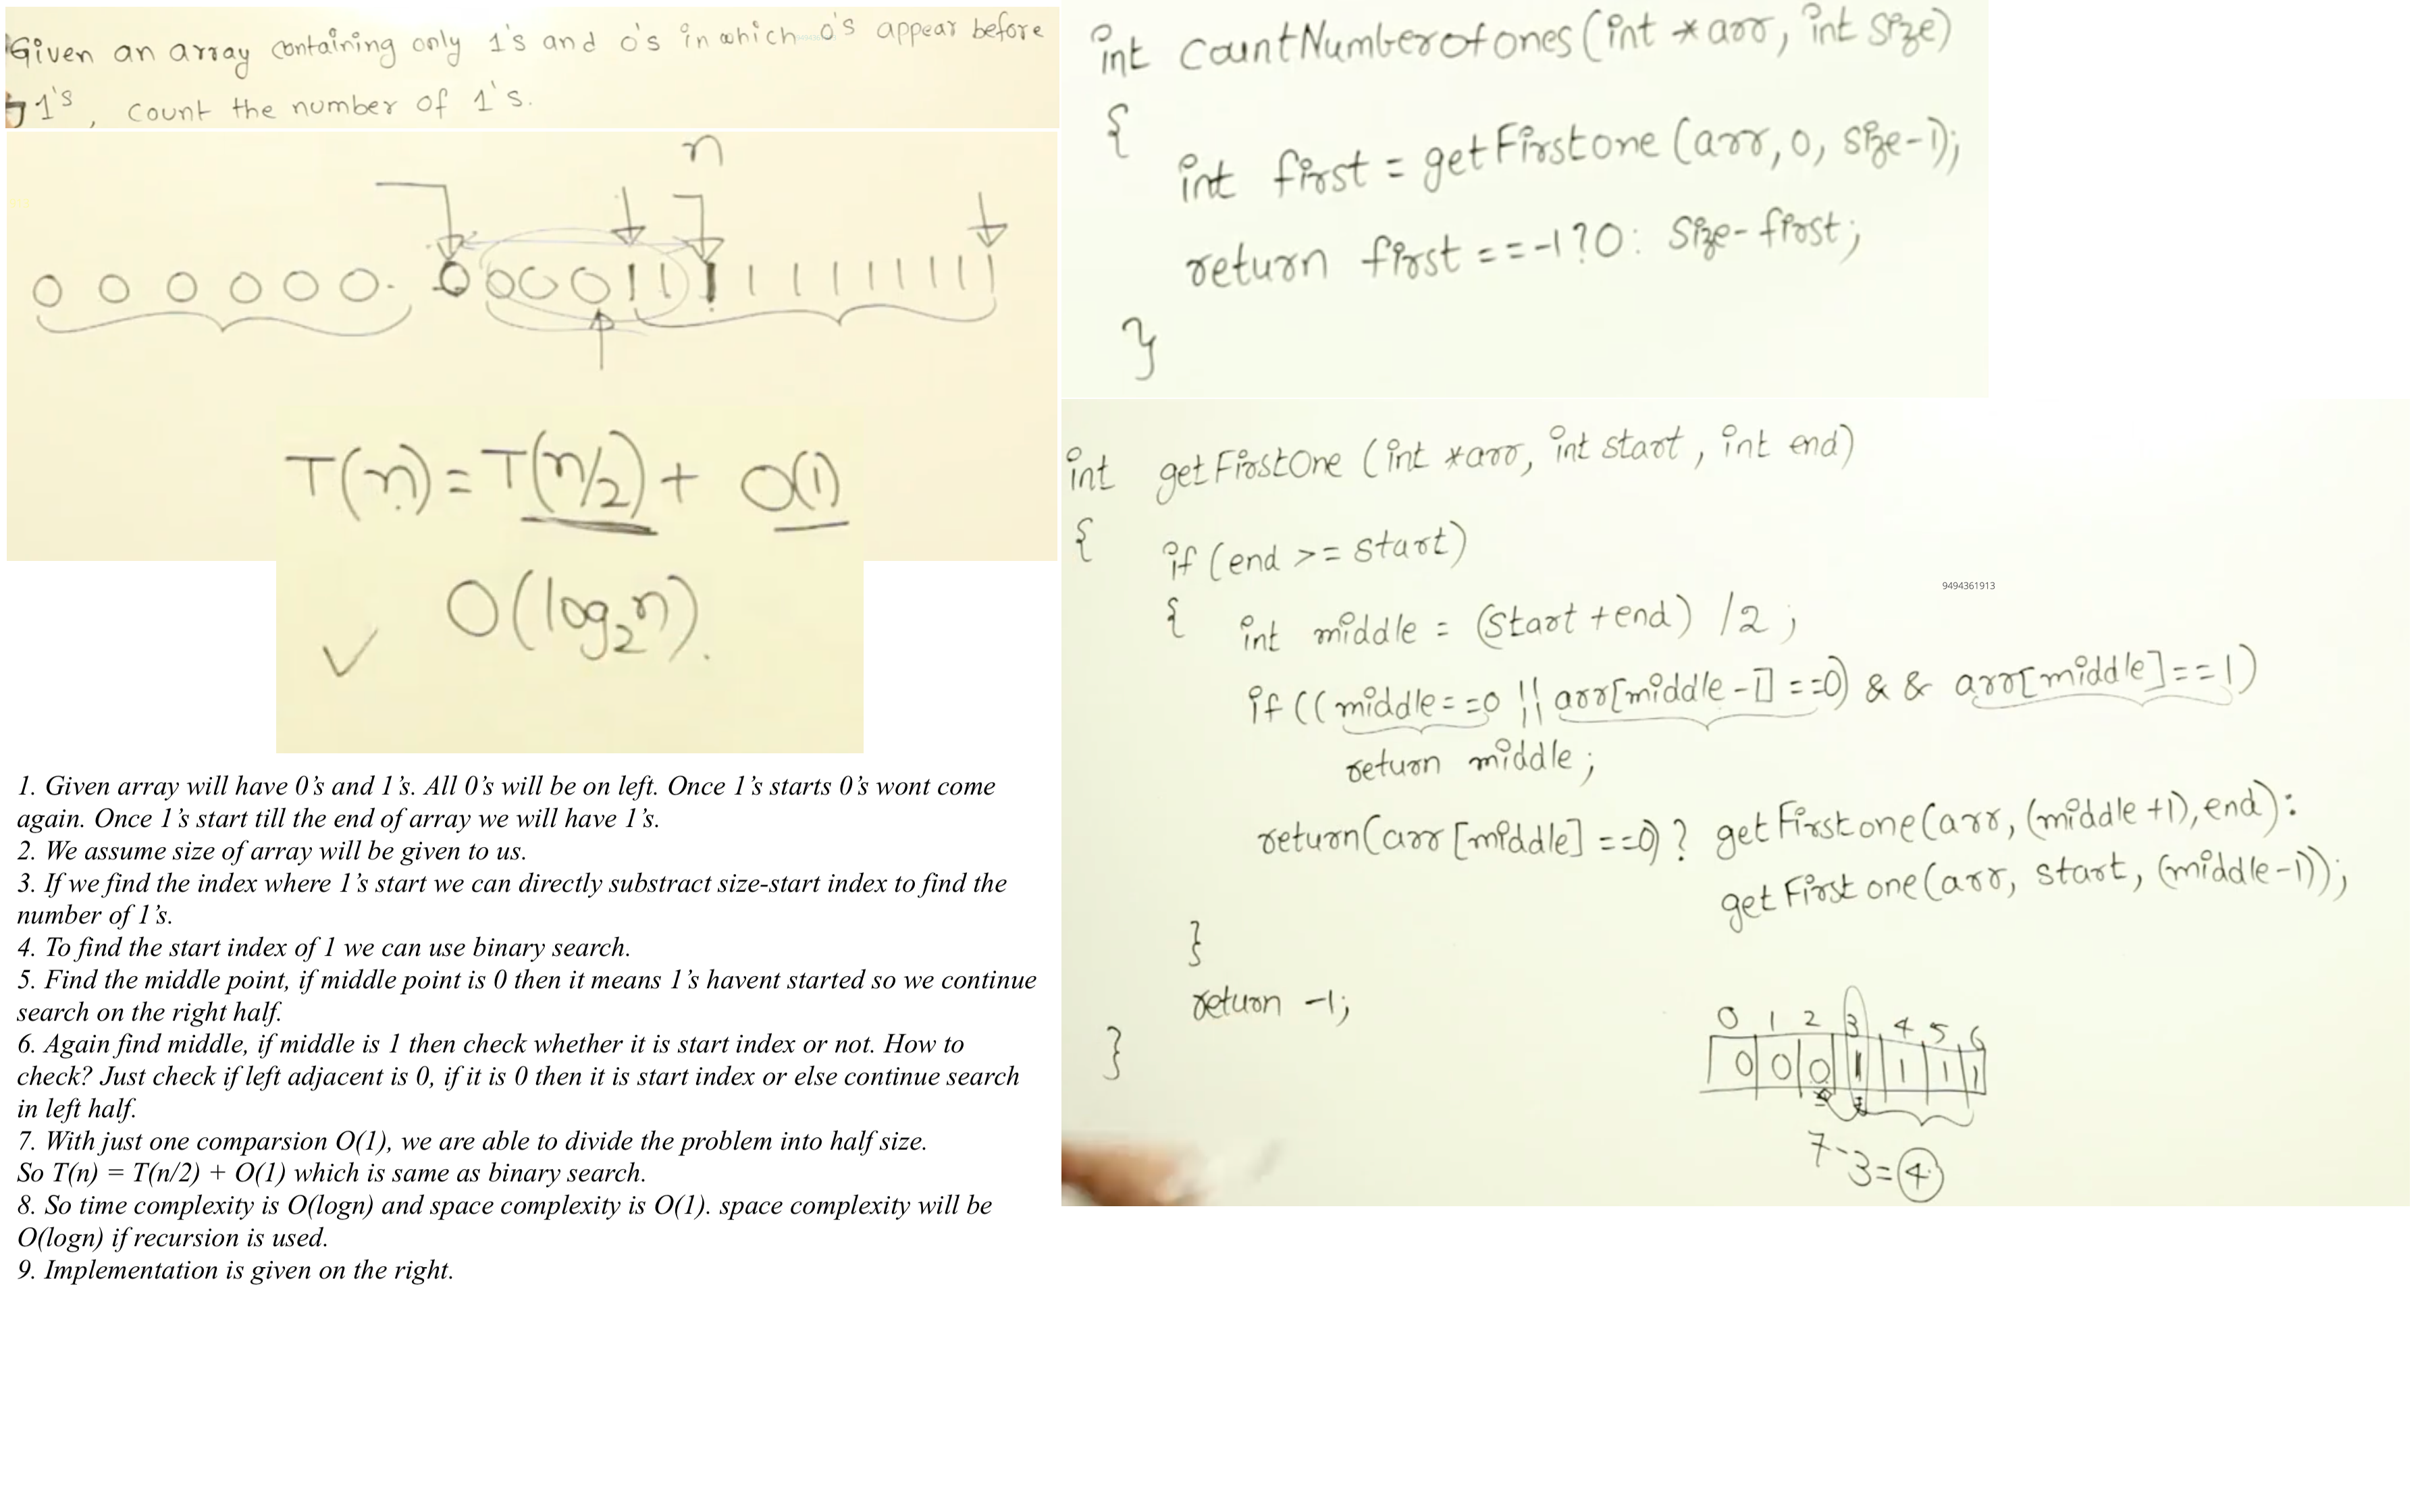 Given an array containing only 1's and 0's in which 0's appear before
1's, count the number of 1's.
n
0 0 0 0 0 0. 0 0 0 0 1 1 1 1 1 1 1 1 1 1
T(n) = T(n/2) + O(1)
O(log₂n).
1. Given array will have 0’s and 1’s. All 0’s will be on left. Once 1’s starts 0’s wont come
again. Once 1’s start till the end of array we will have 1’s.
2. We assume size of array will be given to us.
3. If we find the index where 1’s start we can directly substract size-start index to find the
number of 1’s.
4. To find the start index of 1 we can use binary search.
5. Find the middle point, if middle point is 0 then it means 1’s havent started so we continue
search on the right half.
6. Again find middle, if middle is 1 then check whether it is start index or not. How to
check? Just check if left adjacent is 0, if it is 0 then it is start index or else continue search
in left half.
7. With just one comparsion O(1), we are able to divide the problem into half size.
So T(n) = T(n/2) + O(1) which is same as binary search.
8. So time complexity is O(logn) and space complexity is O(1). space complexity will be
O(logn) if recursion is used.
9. Implementation is given on the right.
int CountNumberofones(int *arr, int size)
{
int first = getFirstone(arr, 0, size-1);
return first == -1 ? 0 : size-first;
}
int getFirstOne (int *arr, int start, int end)
{
if (end >= start)
9494361913
{ int middle = (start + end) /2;
if ((middle == 0 || arr[middle-1] == 0) && arr[middle] == 1)
return middle;
return(arr[middle] == 0) ? getFirstone(arr, (middle +1), end):
getFirstone(arr, start, (middle-1));
}
return -1;
}
0 1 2 3 4 5 6
0 0 0 1 1 1 1
7-3=4